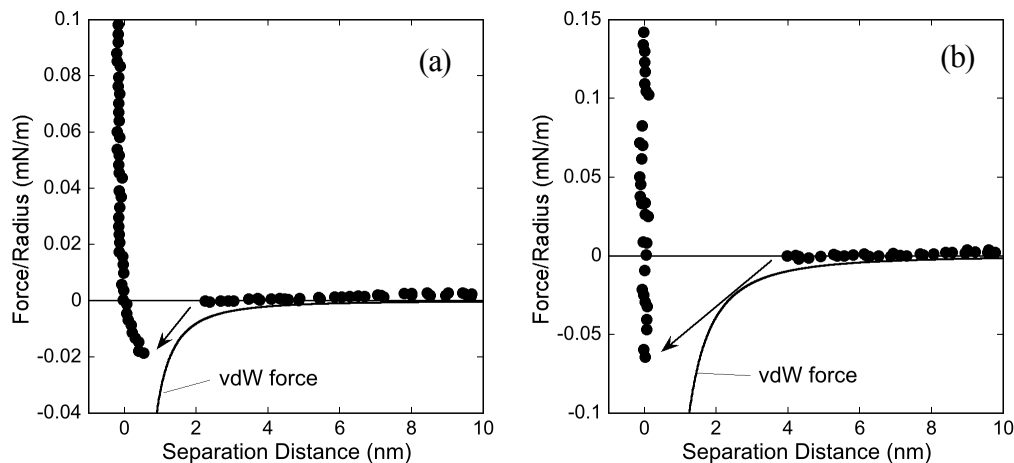 (a)
Force/Radius (mN/m)
0.1
0.08
0.06
0.04
0.02
0
-0.02
-0.04
vdW force
0 2 4 6 8 10
Separation Distance (nm)
(b)
Force/Radius (mN/m)
0.15
0.1
0.05
0
-0.05
-0.1
vdW force
0 2 4 6 8 10
Separation Distance (nm)